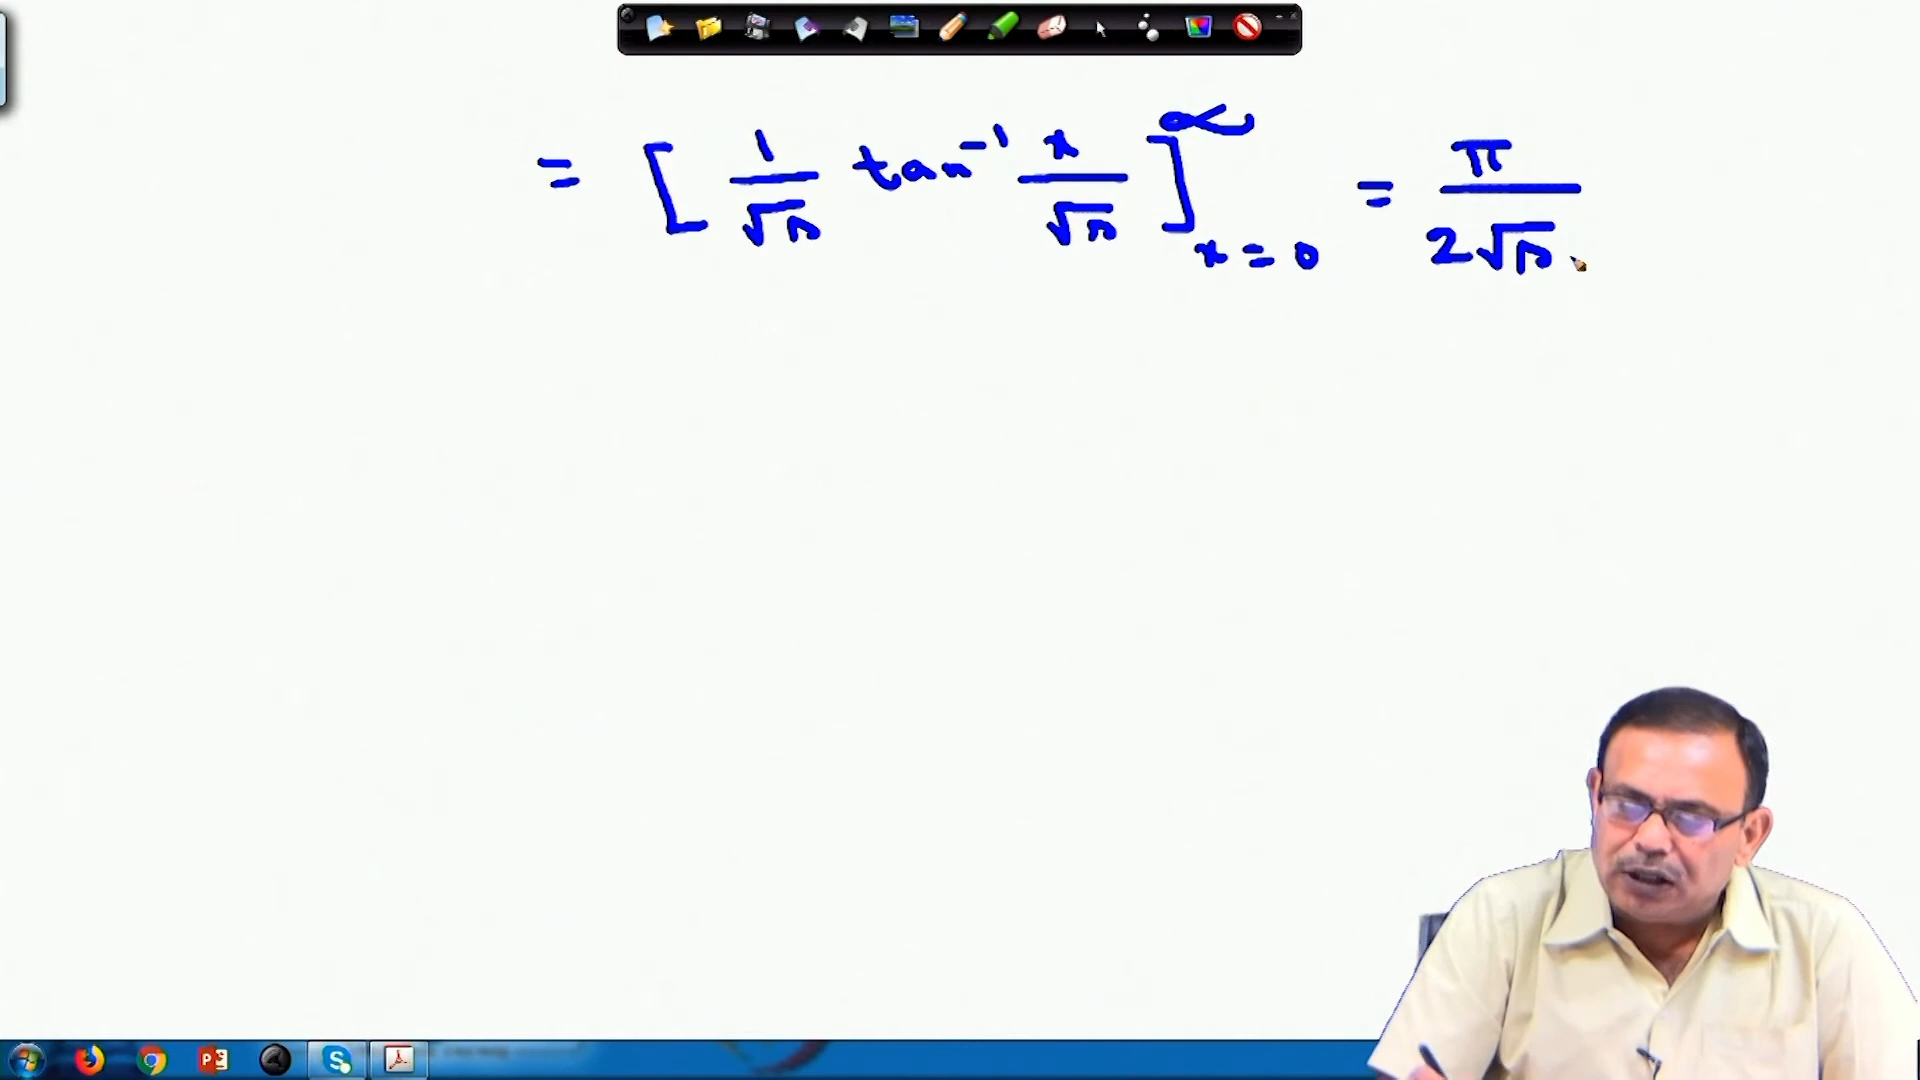 = [ 1/√s tan⁻¹ x/√s ]_{x=0}^{∞} = π/(2√s)